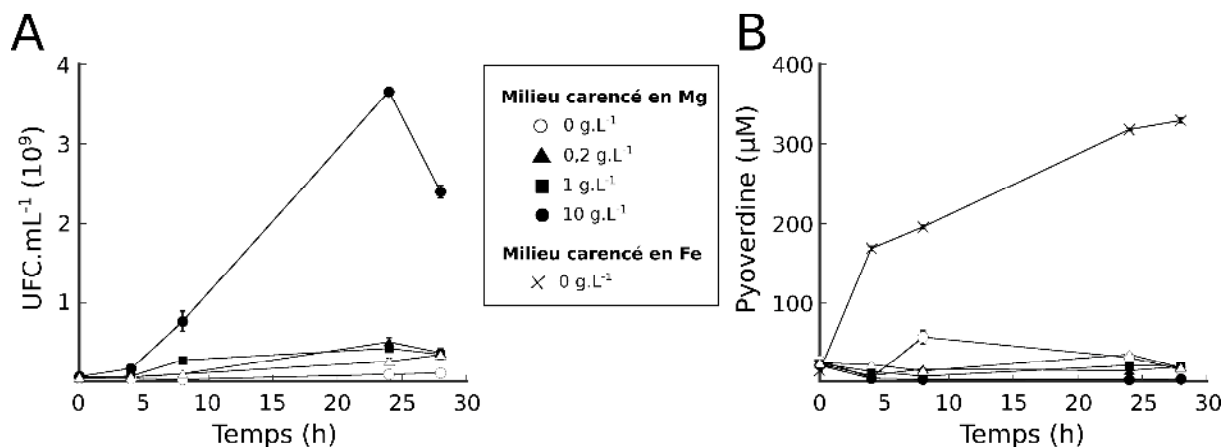 A
UFC.mL⁻¹ (10⁹)
4
3
2
1
0
5
10
15
20
25
30
Temps (h)
Milieu carencé en Mg
0 g.L⁻¹
0,2 g.L⁻¹
1 g.L⁻¹
10 g.L⁻¹
Milieu carencé en Fe
0 g.L⁻¹
B
Pyoverdine (µM)
400
300
200
100
0
5
10
15
20
25
30
Temps (h)